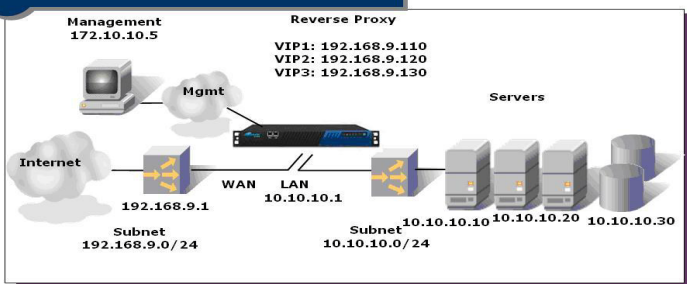 Management
172.10.10.5
Reverse Proxy
VIP1: 192.168.9.110
VIP2: 192.168.9.120
VIP3: 192.168.9.130
Mgmt
Servers
Internet
WAN
LAN
10.10.10.1
192.168.9.1
Subnet
192.168.9.0/24
Subnet
10.10.10.0/24
10.10.10.10
10.10.10.20
10.10.10.30